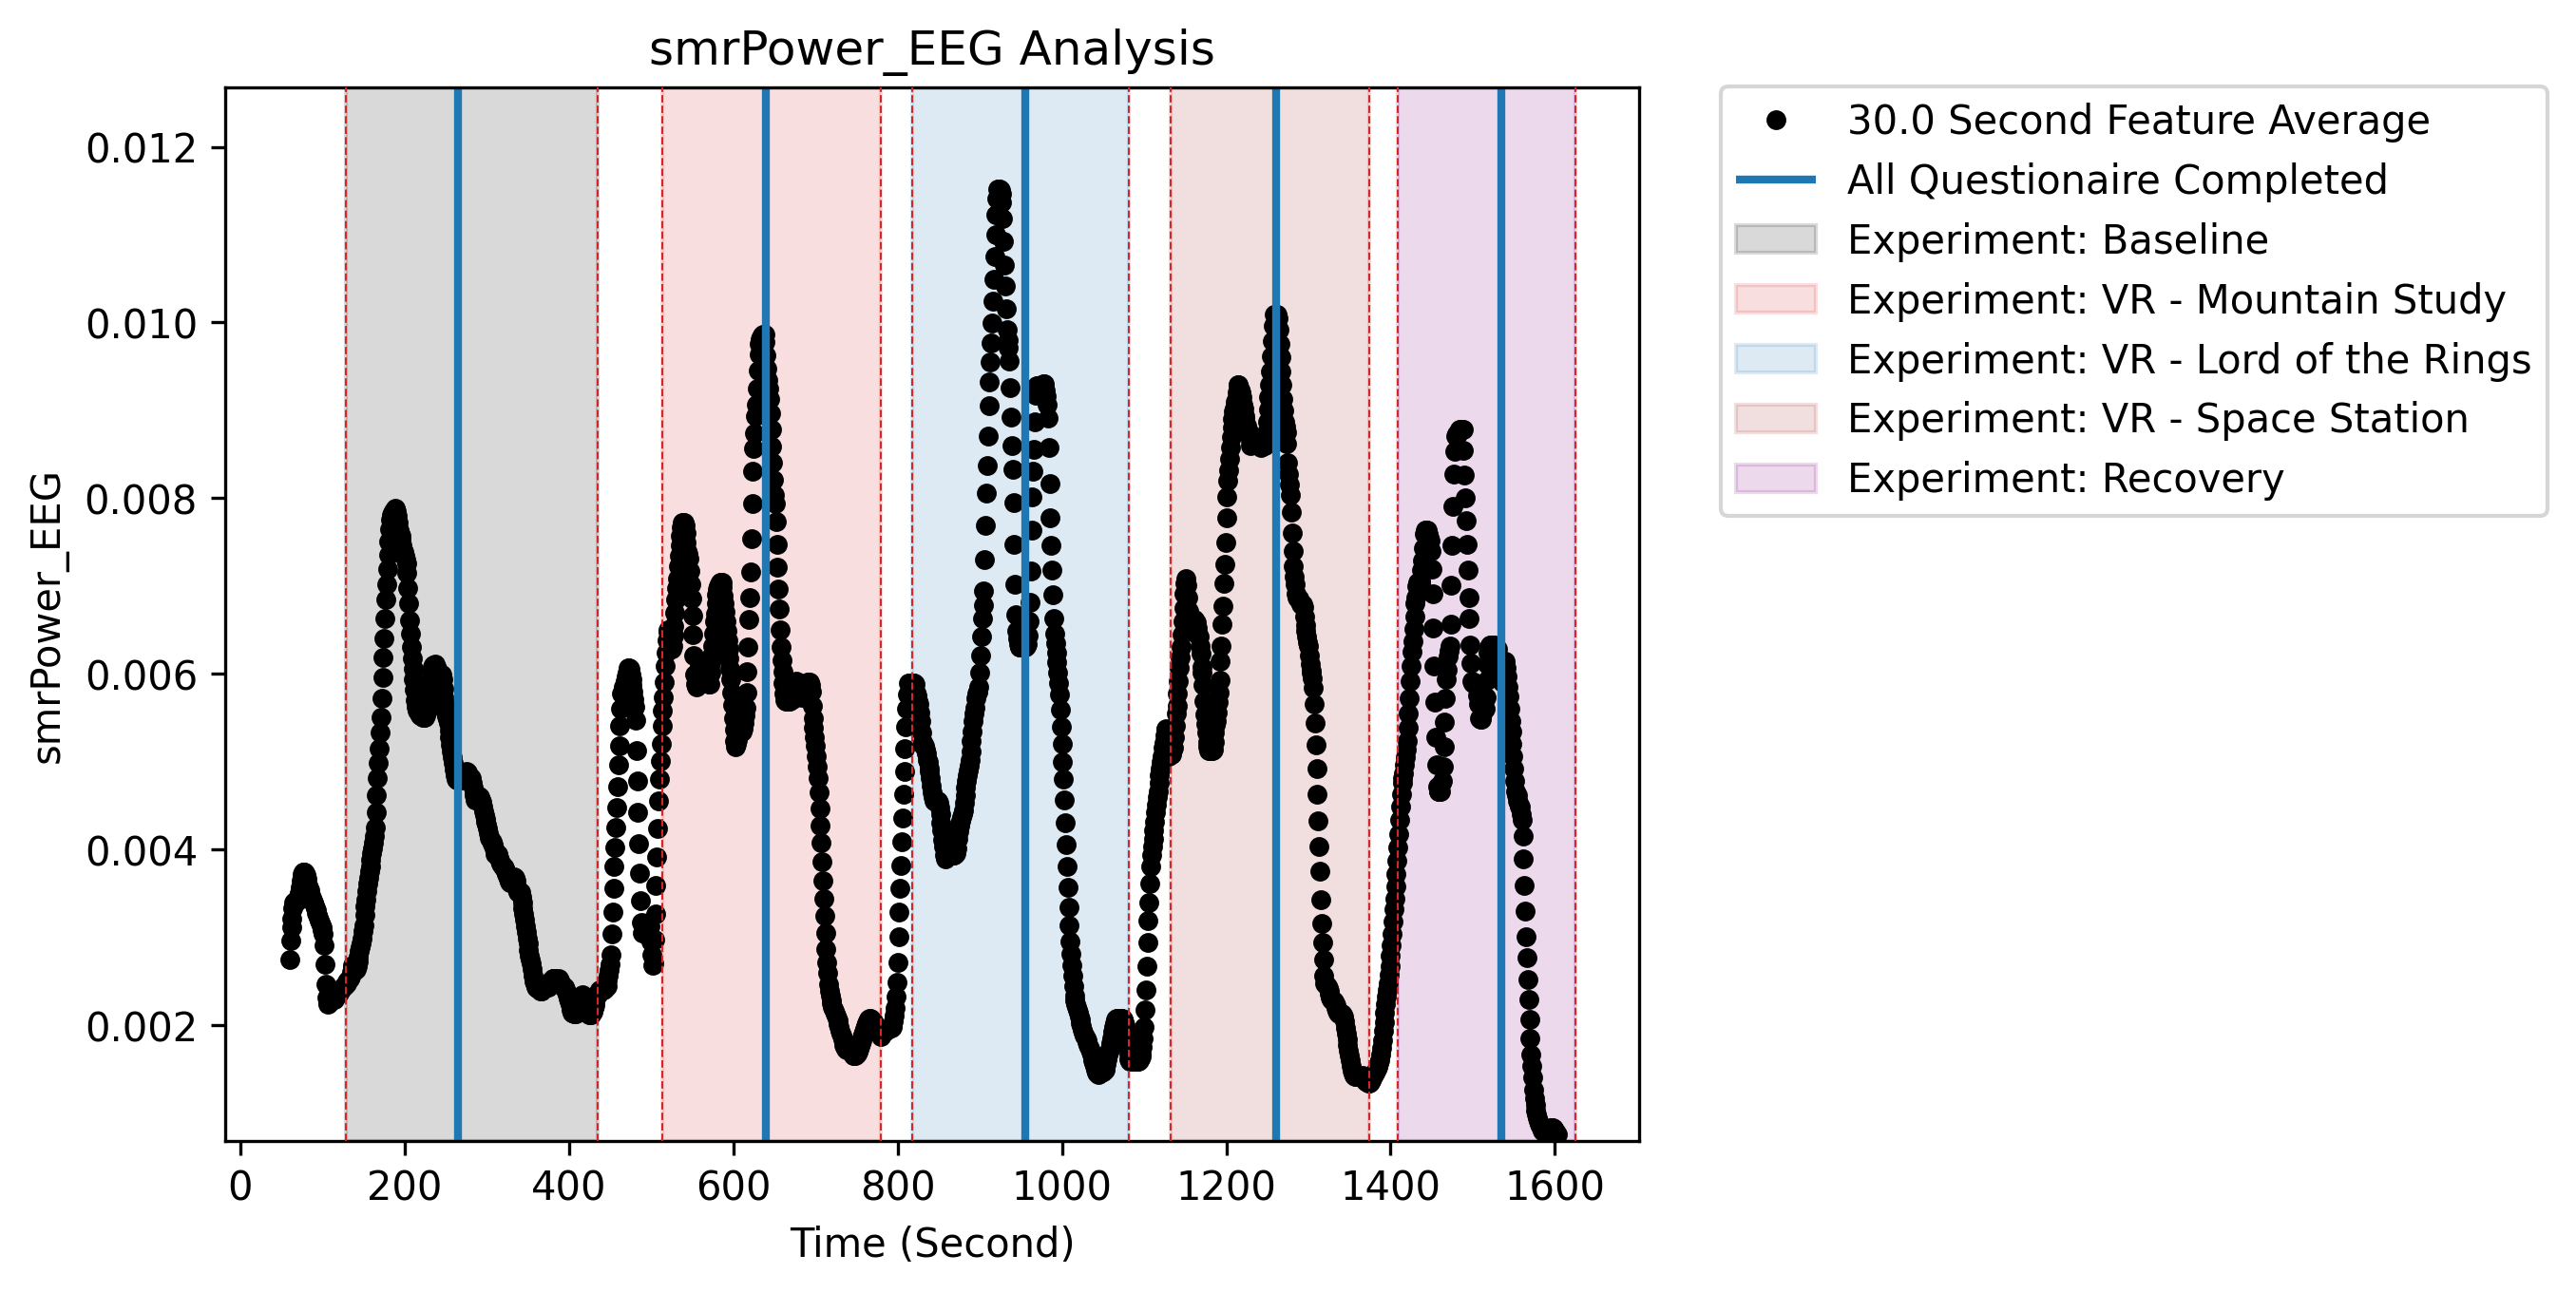 smrPower_EEG Analysis
0.012
0.010
0.008
0.006
0.004
0.002
smrPower_EEG
0 200 400 600 800 1000 1200 1400 1600
Time (Second)
30.0 Second Feature Average
All Questionaire Completed
Experiment: Baseline
Experiment: VR - Mountain Study
Experiment: VR - Lord of the Rings
Experiment: VR - Space Station
Experiment: Recovery